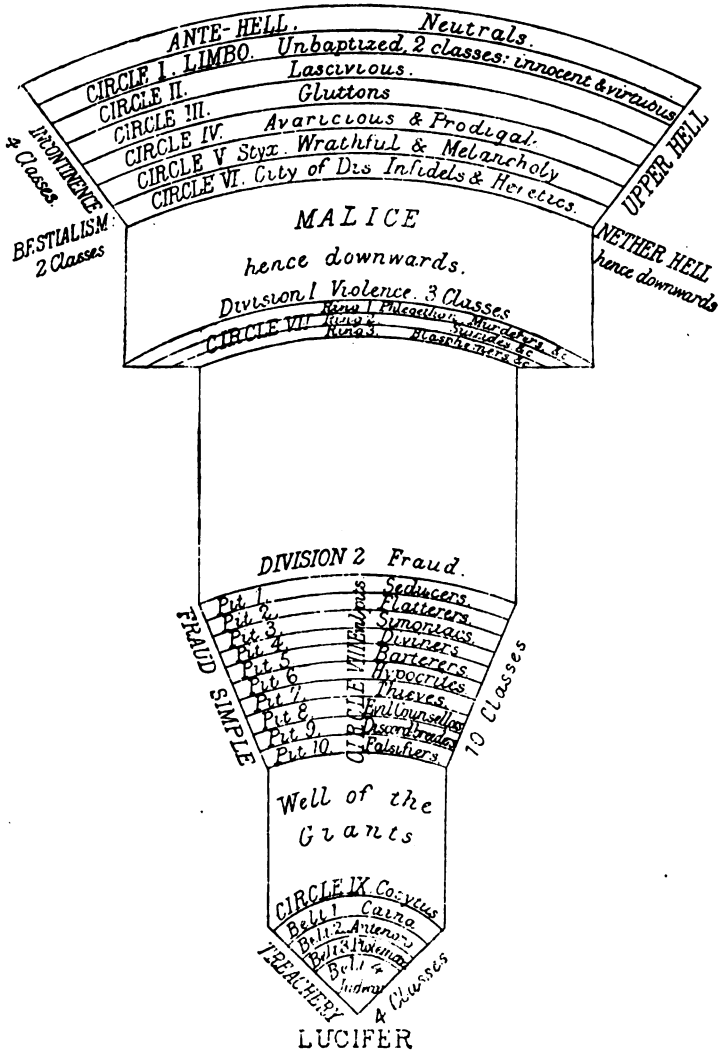 ANTE-HELL. Neutrals.
CIRCLE I. LIMBO. Unbaptized, 2 classes: innocent & virtuous
CIRCLE II. Lascivious.
CIRCLE III. Gluttons
CIRCLE IV. Avaricious & Prodigal.
CIRCLE V Styx. Wrathful & Melancholy
CIRCLE VI. City of Dis Infidels & Heretics.
INCONTINENCE
4 Classes.
UPPER HELL
BESTIALISM
2 Classes
NETHER HELL
hence downwards
MALICE
hence downwards.
Division 1 Violence. 3 Classes
CIRCLE VII
Ring 1. Phlegethon Murderers, &c
Ring 2. Suicides &c
Ring 3. Blasphemers &c
DIVISION 2 Fraud.
FRAUD SIMPLE
CIRCLE VIII Evilpits
10 Classes
Pit 1. Seducers.
Pit 2. Flatterers.
Pit 3. Simoniacs.
Pit 4. Diviners
Pit 5 Barterers.
Pit 6 Hypocrites
Pit 7. Thieves.
Pit 8. Evil Counsellors
Pit 9. Discordbreeders
Pit 10. Falsifiers.
Well of the
Giants
CIRCLE IX. Cocytus
Belt 1 Caina
Belt 2 Antenora
Belt 3
Belt 4
TREACHERY
4 Classes
LUCIFER